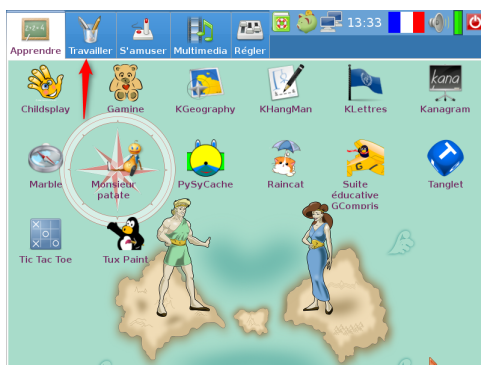 13:33
Apprendre Travailler S'amuser Multimedia Régler
kana
Childsplay Gamine KGeography KHangMan KLettres Kanagram
Marble Monsieur patate PySyCache Raincat Suite éducative GCompris Tanglet
Tic Tac Toe Tux Paint